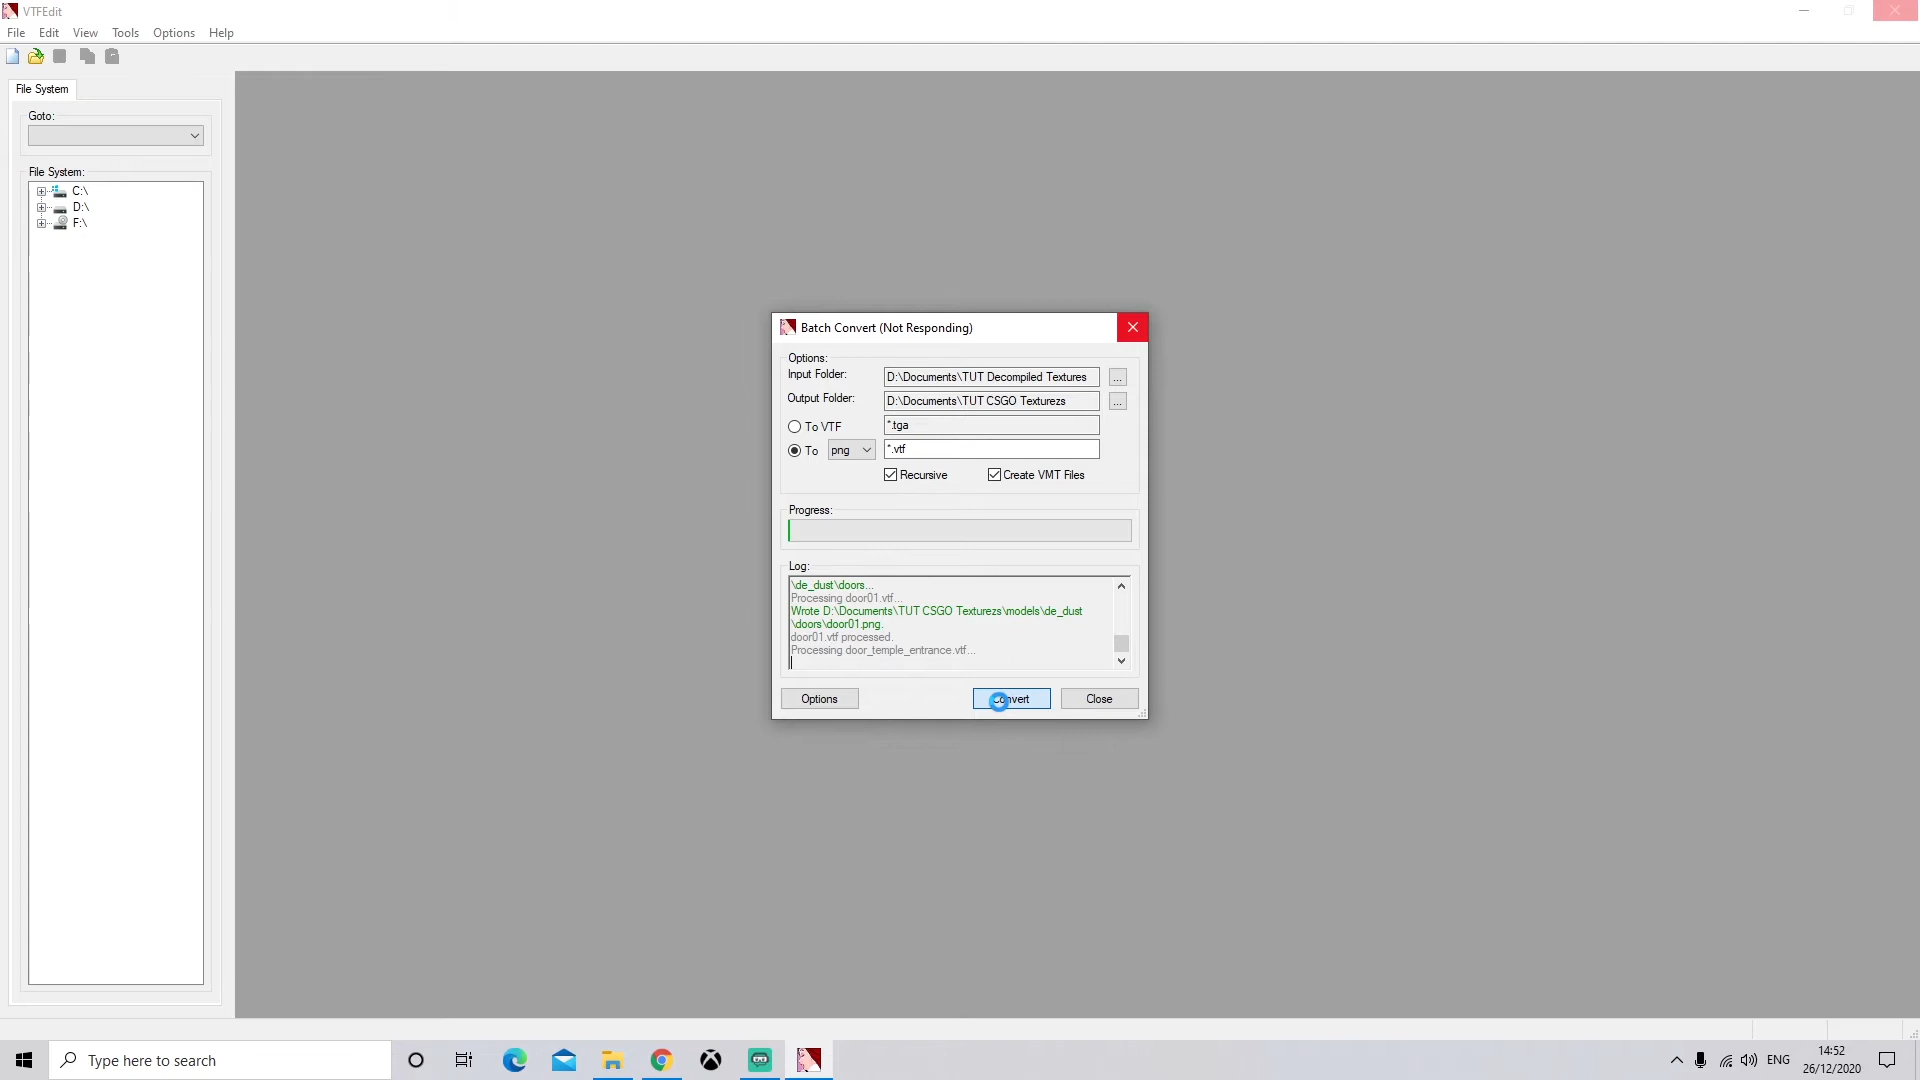 VTFEdit
File Edit View Tools Options Help
File System
Goto:
File System:
C:\
D:\
F:\
Batch Convert (Not Responding)
Options:
Input Folder: D:\Documents\TUT Decompiled Textures ...
Output Folder: D:\Documents\TUT CSGO Texturezs ...
To VTF *.tga
To png *.vtf
Recursive Create VMT Files
Progress:
Log:
\de_dust\doors...
Processing door01.vtf...
Wrote D:\Documents\TUT CSGO Texturezs\models\de_dust
\doors\door01.png.
door01.vtf processed.
Processing door_temple_entrance.vtf...
Options Convert Close
Type here to search
ENG
14:52
26/12/2020